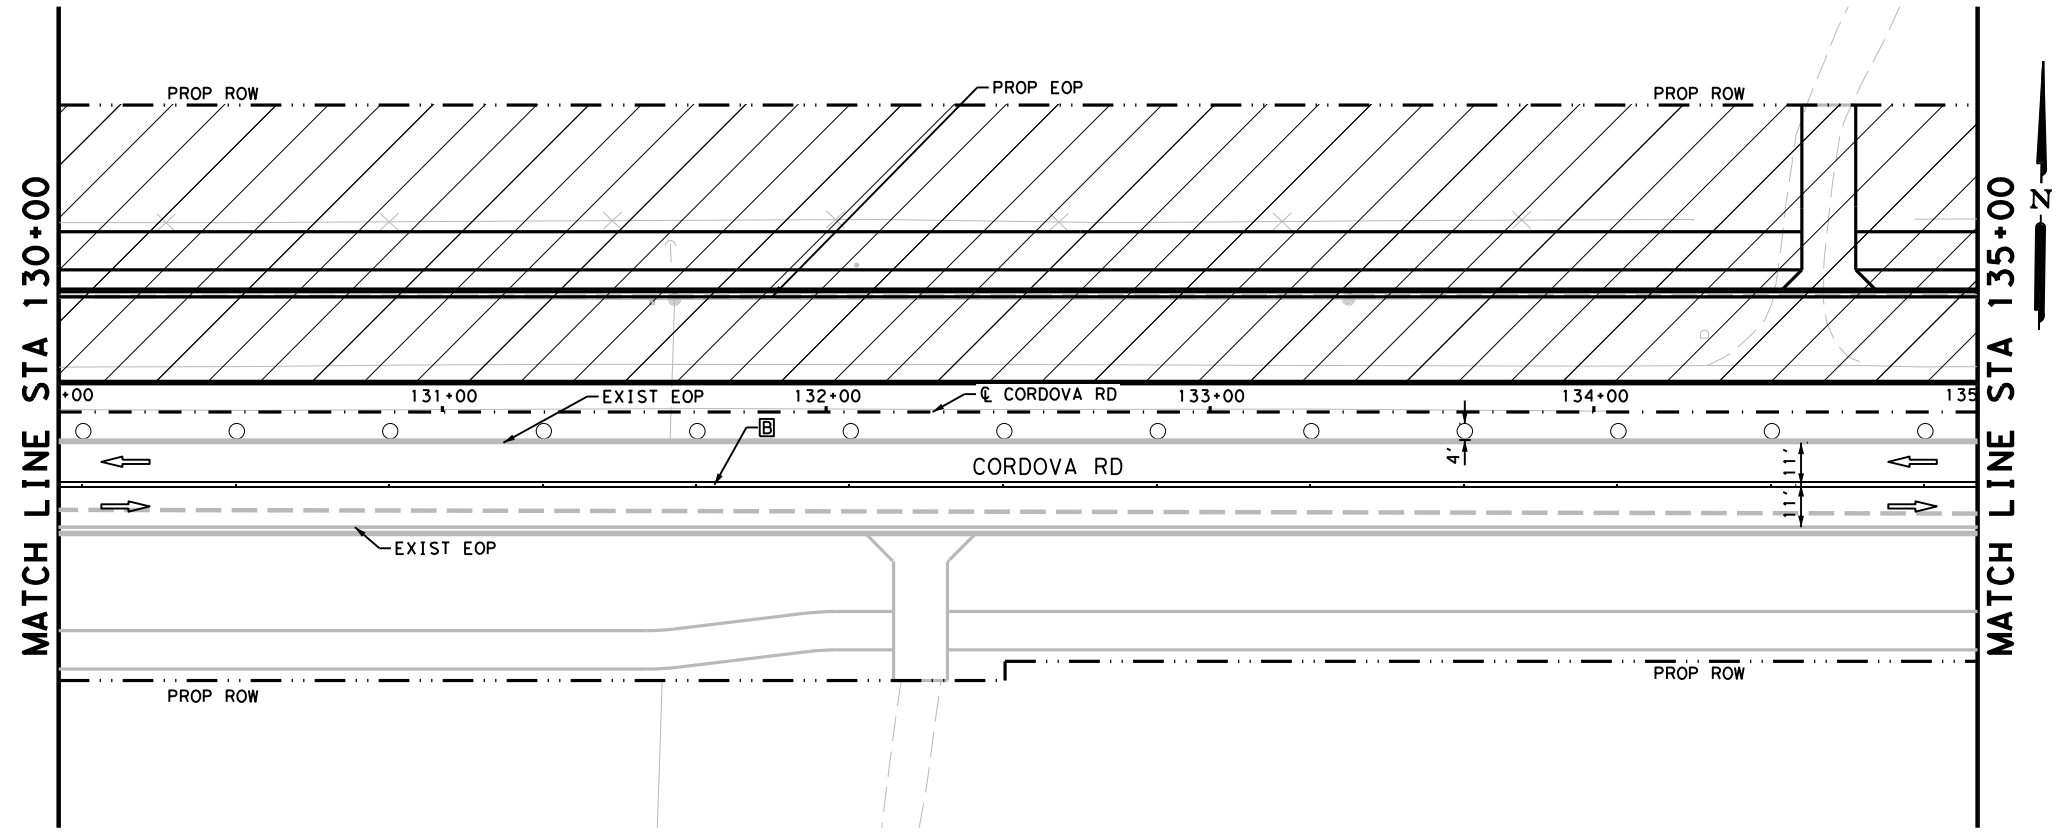 PROP EOP
PROP ROW
PROP ROW
MATCH LINE STA 130+00
MATCH LINE STA 135+00
N
+00
131+00
EXIST EOP
132+00
℄ CORDOVA RD
133+00
134+00
135
B
4'
11'
CORDOVA RD
11'
EXIST EOP
PROP ROW
PROP ROW